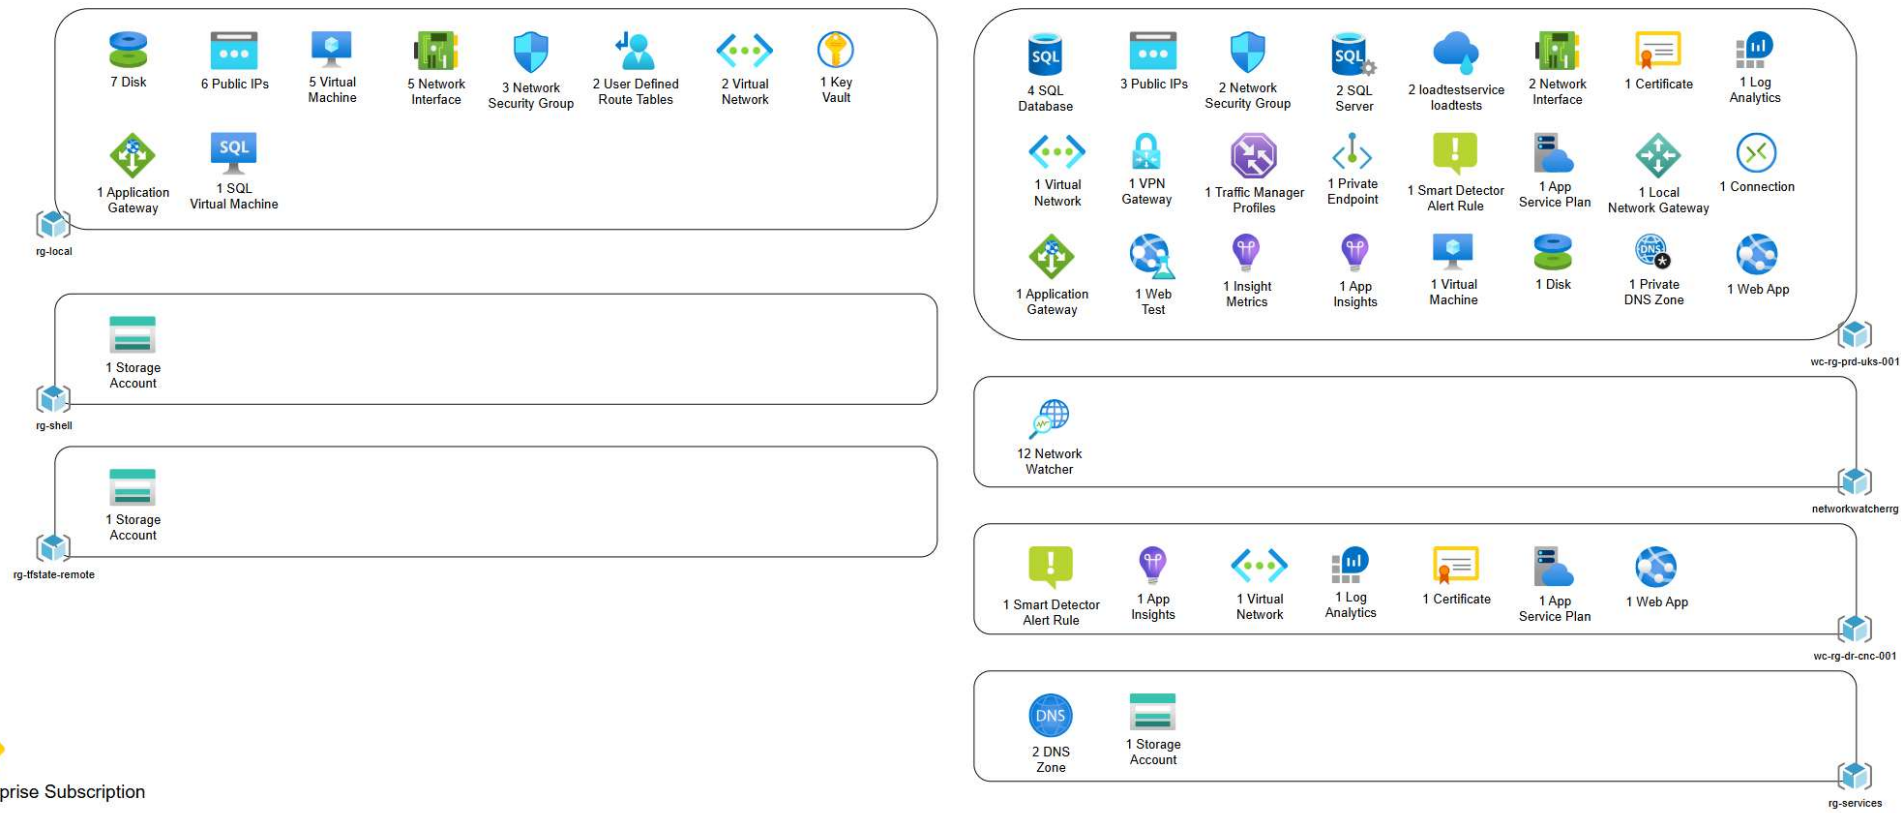 7 Disk
6 Public IPs
5 Virtual
Machine
5 Network
Interface
3 Network
Security Group
2 User Defined
Route Tables
2 Virtual
Network
1 Key
Vault
1 Application
Gateway
SQL
1 SQL
Virtual Machine
rg-local
1 Storage
Account
rg-shell
1 Storage
Account
rg-tfstate-remote
prise Subscription
SQL
4 SQL
Database
3 Public IPs
2 Network
Security Group
SQL
2 SQL
Server
2 loadtestservice
loadtests
2 Network
Interface
1 Certificate
1 Log
Analytics
1 Virtual
Network
1 VPN
Gateway
1 Traffic Manager
Profiles
1 Private
Endpoint
1 Smart Detector
Alert Rule
1 App
Service Plan
1 Local
Network Gateway
1 Connection
1 Application
Gateway
1 Web
Test
1 Insight
Metrics
1 App
Insights
1 Virtual
Machine
1 Disk
DNS
1 Private
DNS Zone
1 Web App
wc-rg-prd-uks-001
12 Network
Watcher
networkwatcherrg
1 Smart Detector
Alert Rule
1 App
Insights
1 Virtual
Network
1 Log
Analytics
1 Certificate
1 App
Service Plan
1 Web App
wc-rg-dr-cnc-001
DNS
2 DNS
Zone
1 Storage
Account
rg-services